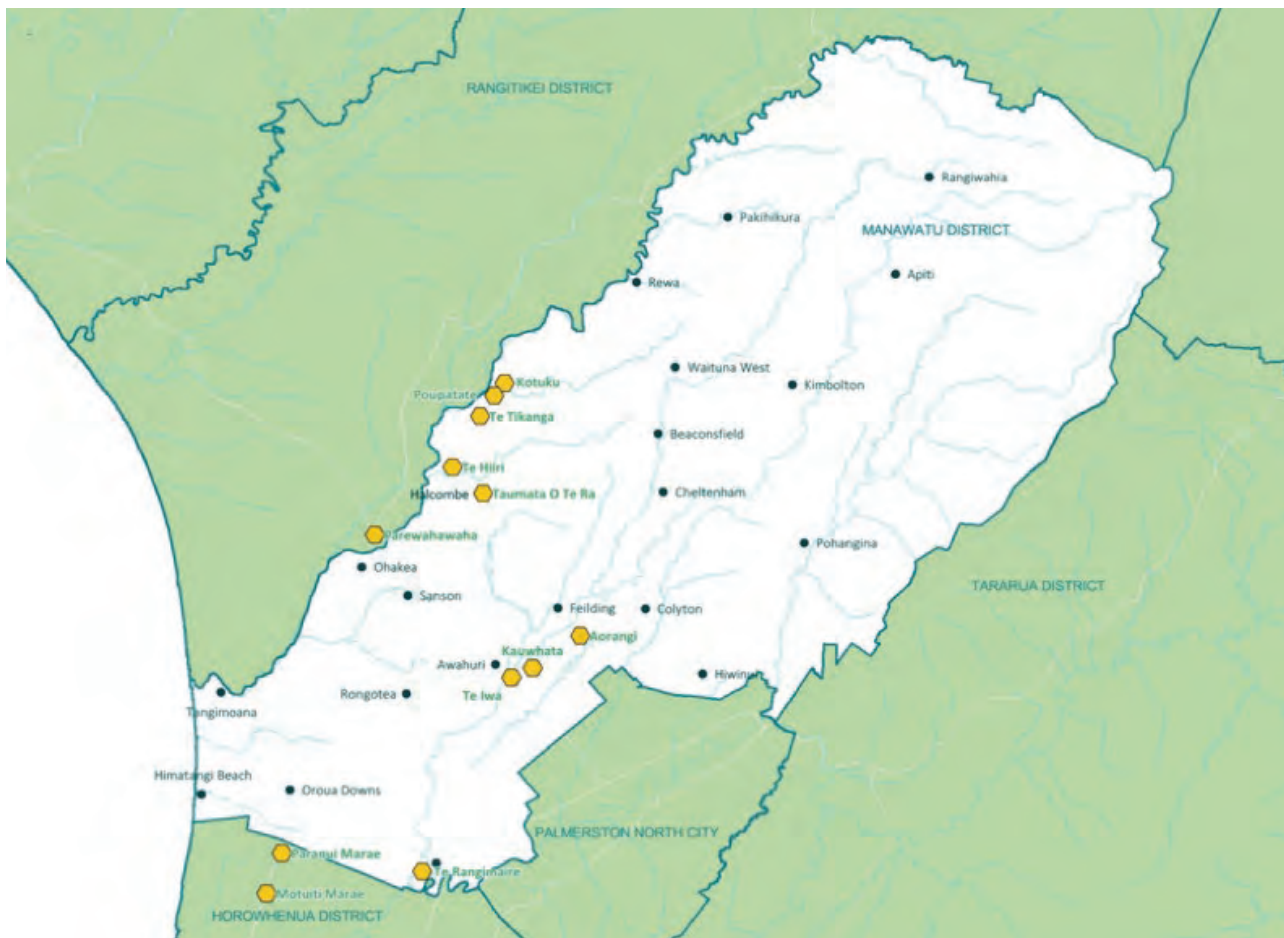 RANGITIKEI DISTRICT
Rangiwahia
Pakihikura
MANAWATU DISTRICT
Apiti
Rewa
Waituna West
Kotuku
Kimbolton
Poupatate
Te Tikanga
Beaconsfield
Te Hiiri
Halcombe
Taumata O Te Ra
Cheltenham
Parewahawaha
Pohangina
Ohakea
TARARUA DISTRICT
Sanson
Feilding
Colyton
Aorangi
Kauwhata
Awahuri
Hiwinui
Te Iwa
Rongotea
Tangimoana
Himatangi Beach
Oroua Downs
PALMERSTON NORTH CITY
Paranui Marae
Te Rangimaire
Motuiti Marae
HOROWHENUA DISTRICT